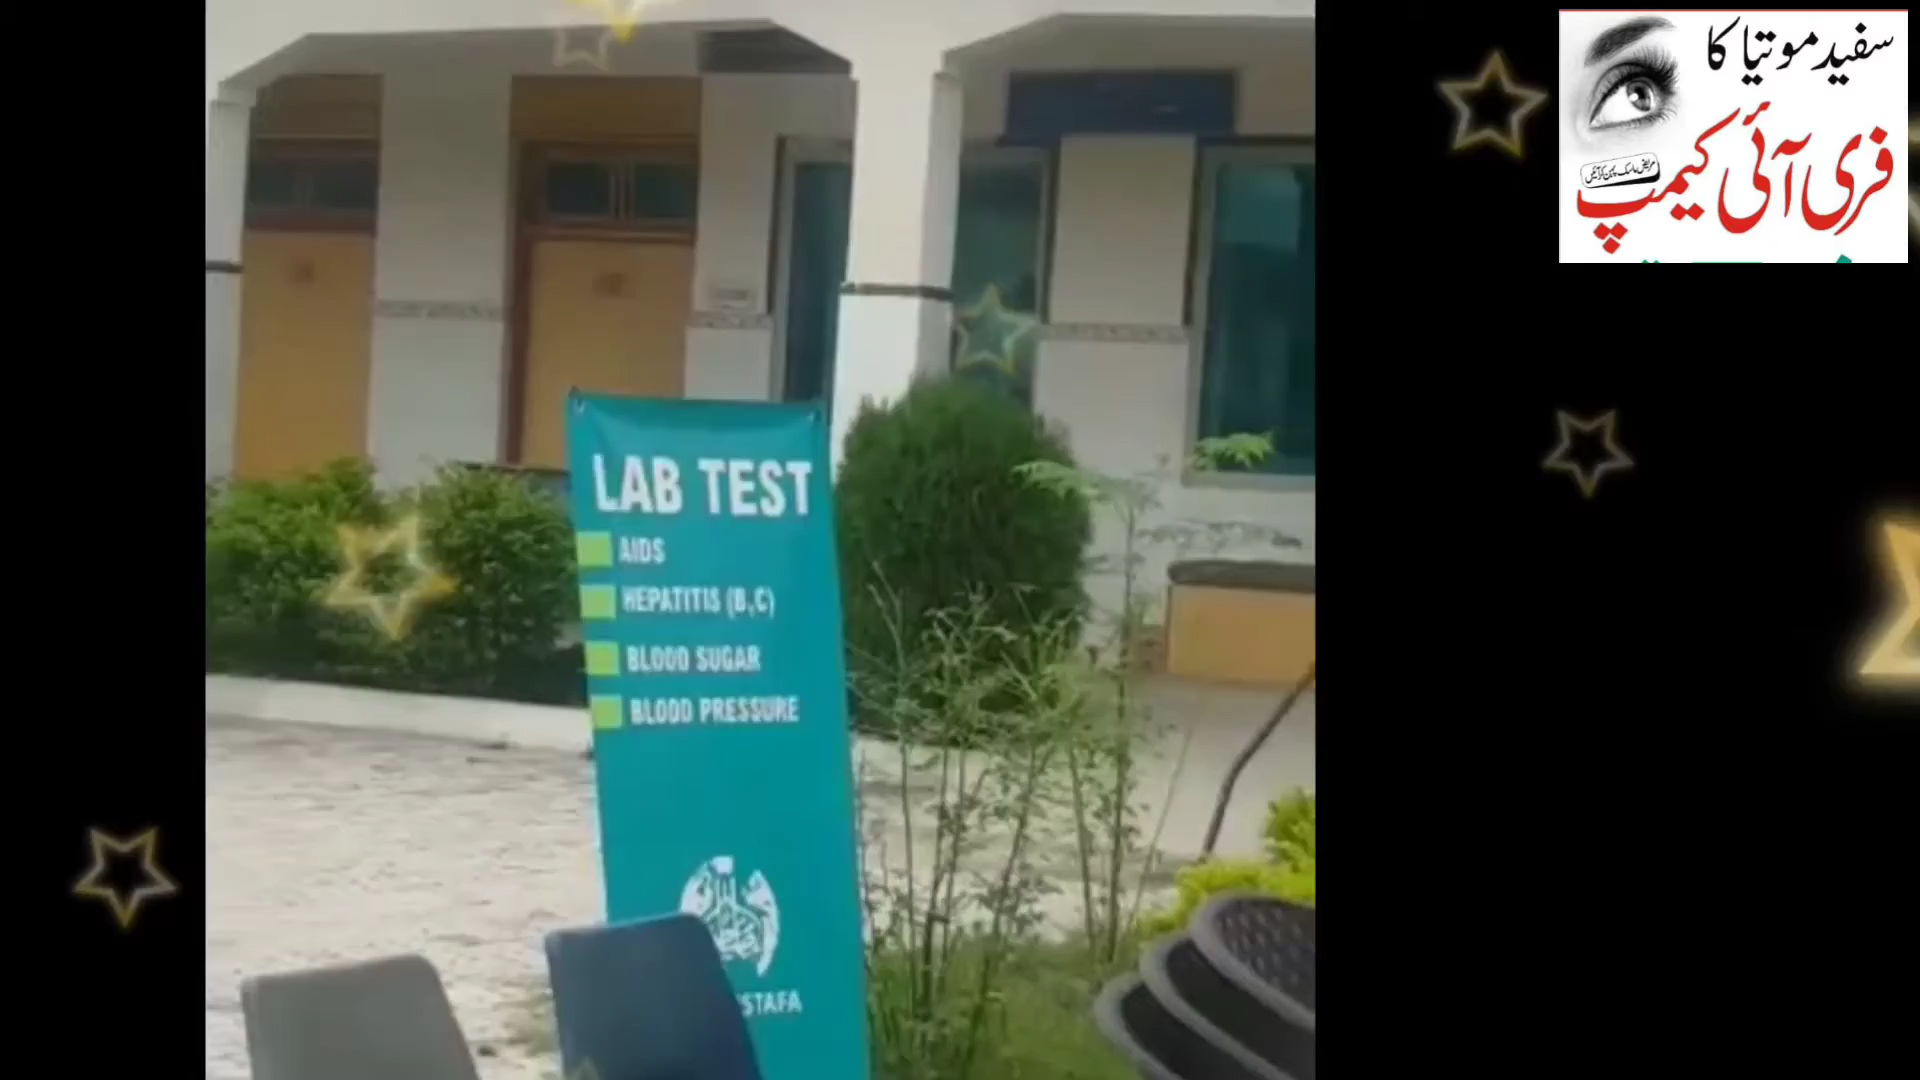 سفید موتیا کا
فری آئی کیمپ
LAB TEST
AIDS
HEPATITIS (B,C)
BLOOD SUGAR
BLOOD PRESSURE
STAFA